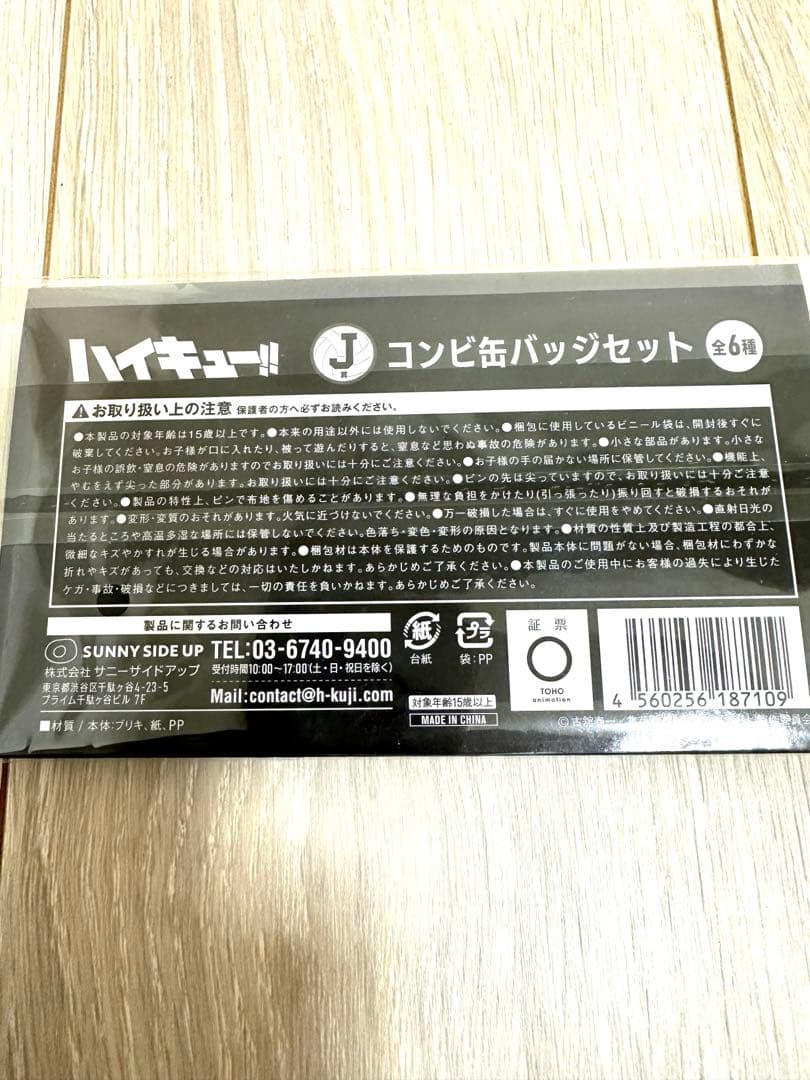 ハイキュー!! J賞 コンビ缶バッジセット 全6種
⚠お取り扱い上の注意 保護者の方へ必ずお読みください。
●本製品の対象年齢は15歳以上です。●本来の用途以外には使用しないでください。●梱包に使用しているビニール袋は、開封後すぐに
破棄してください。お子様が口に入れたり、被って遊んだりすると、窒息など思わぬ事故の危険があります。●小さな部品があります。小さな
お子様の誤飲・窒息の危険がありますのでお取り扱いには十分にご注意ください。●お子様の手の届かない場所に保管してください。●機能上、
やむをえず尖った部分があります。お取り扱いには十分にご注意ください。●ピンの先は尖っていますので、お取り扱いには十分ご注意
ください。●製品の特性上、ピンで布地を傷めることがあります。●無理な負担をかけたり(引っ張ったり)振り回すと破損するおそれが
あります。●変形・変質のおそれがあります。火気に近づけないでください。●万一破損した場合は、すぐに使用をやめてください。●直射日光の
当たるところや高温多湿な場所には保管しないでください。色落ち・変色・変形の原因となります。●材質の性質上及び製造工程の都合上、
微細なキズやかすれが生じる場合があります。●梱包材は本体を保護するためのものです。製品本体に問題がない場合、梱包材にわずかな
折れやキズがあっても、交換などの対応はいたしかねます。あらかじめご了承ください。●本製品のご使用中にお客様の過失により生じた
ケガ・事故・破損などにつきましては、一切の責任を負いかねます。あらかじめご了承ください。
製品も に関するお問い合わせ
SUNNY SIDE UP TEL:03-6740-9400
株式会社 サニーサイドアップ 受付時間10:00〜17:00(土・日・祝日を除く)
東京都渋谷区千駄ヶ谷4-23-5
プライム千駄ヶ谷ビル 7F
Mail:contact@h-kuji.com
■材質 / 本体:ブリキ、紙、PP
紙
台紙
プラ
袋:PP
対象年齢15歳以上
MADE IN CHINA
証票
TOHO
animation
4 560256 187109
©古舘春一／